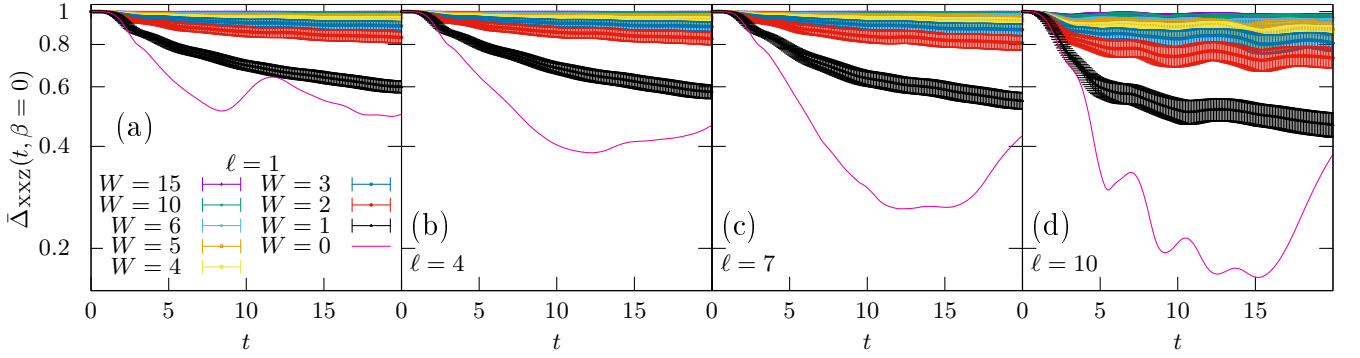 1
0.8
0.6
0.4
0.2
Δ̄_XXZ(t, β = 0)
(a)
ℓ = 1
W = 15
W = 10
W = 6
W = 5
W = 4
W = 3
W = 2
W = 1
W = 0
(b)
ℓ = 4
(c)
ℓ = 7
(d)
ℓ = 10
0 5 10 15 0 5 10 15 0 5 10 15 0 5 10 15 20
t t t t